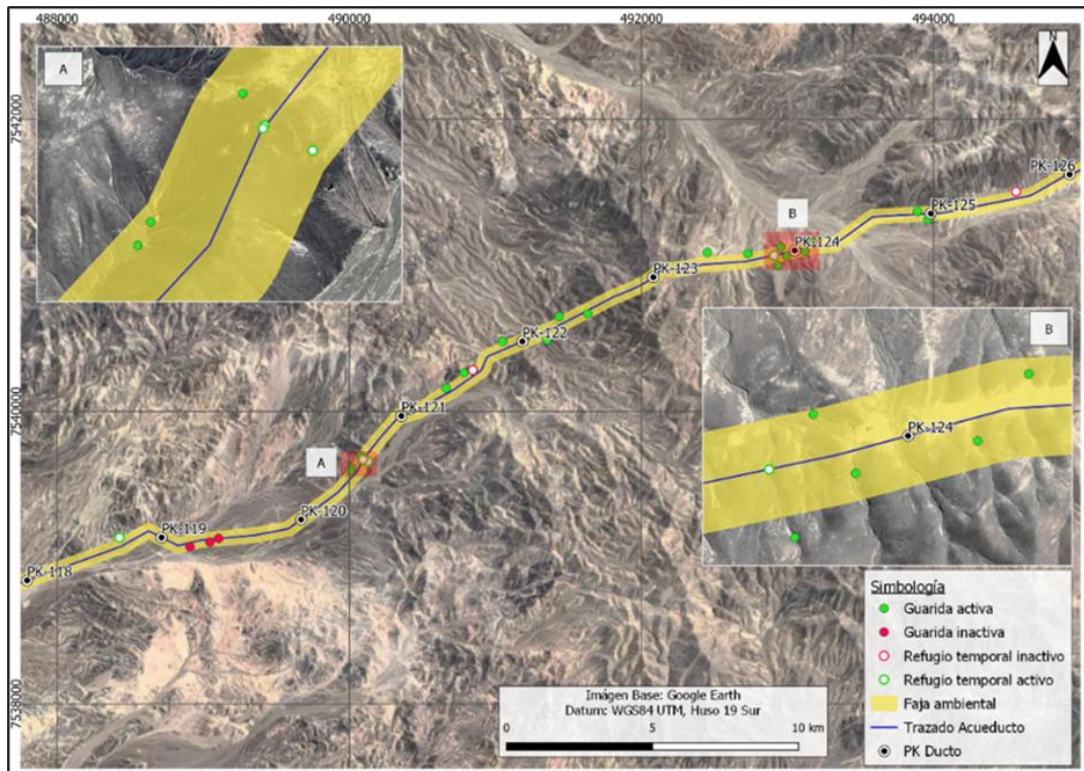 488000
490000
492000
494000
N
A
7542000
PK-126
B
PK-125
PK-124
PK-123
PK-122
B
PK-124
7540000
PK-121
A
PK-120
PK-119
PK-118
Simbología
Guarida activa
Guarida inactiva
Refugio temporal inactivo
Refugio temporal activo
Faja ambiental
Trazado Acueducto
PK Ducto
7538000
Imágen Base: Google Earth
Datum: WGS84 UTM, Huso 19 Sur
0 5 10 km